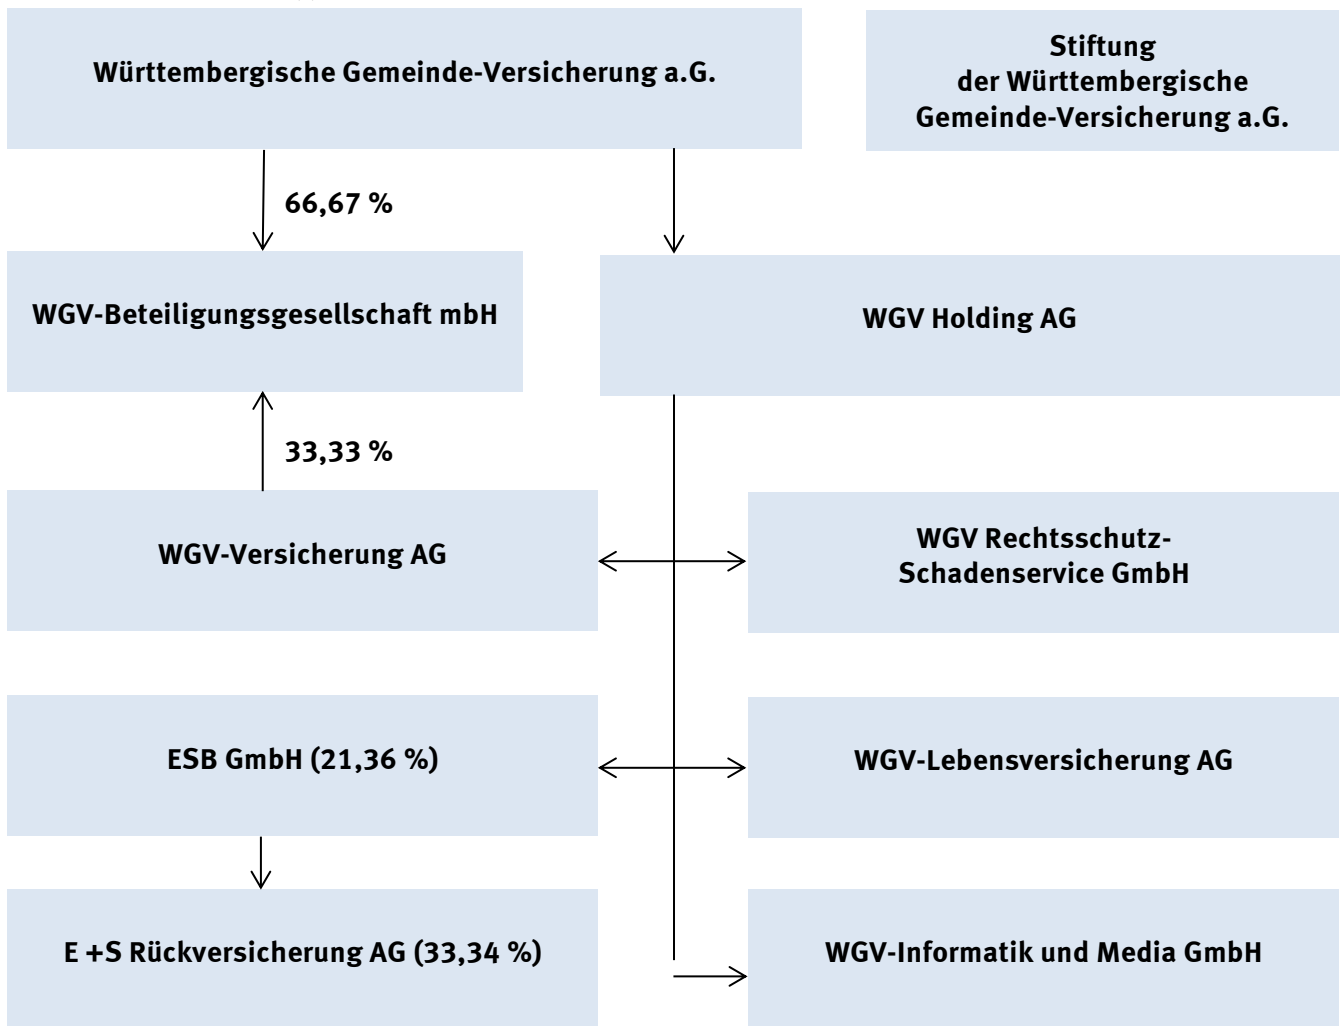 Württembergische Gemeinde-Versicherung a.G.
Stiftung
der Württembergische
Gemeinde-Versicherung a.G.
66,67 %
WGV-Beteiligungsgesellschaft mbH
WGV Holding AG
33,33 %
WGV-Versicherung AG
WGV Rechtsschutz-
Schadenservice GmbH
ESB GmbH (21,36 %)
WGV-Lebensversicherung AG
E +S Rückversicherung AG (33,34 %)
WGV-Informatik und Media GmbH